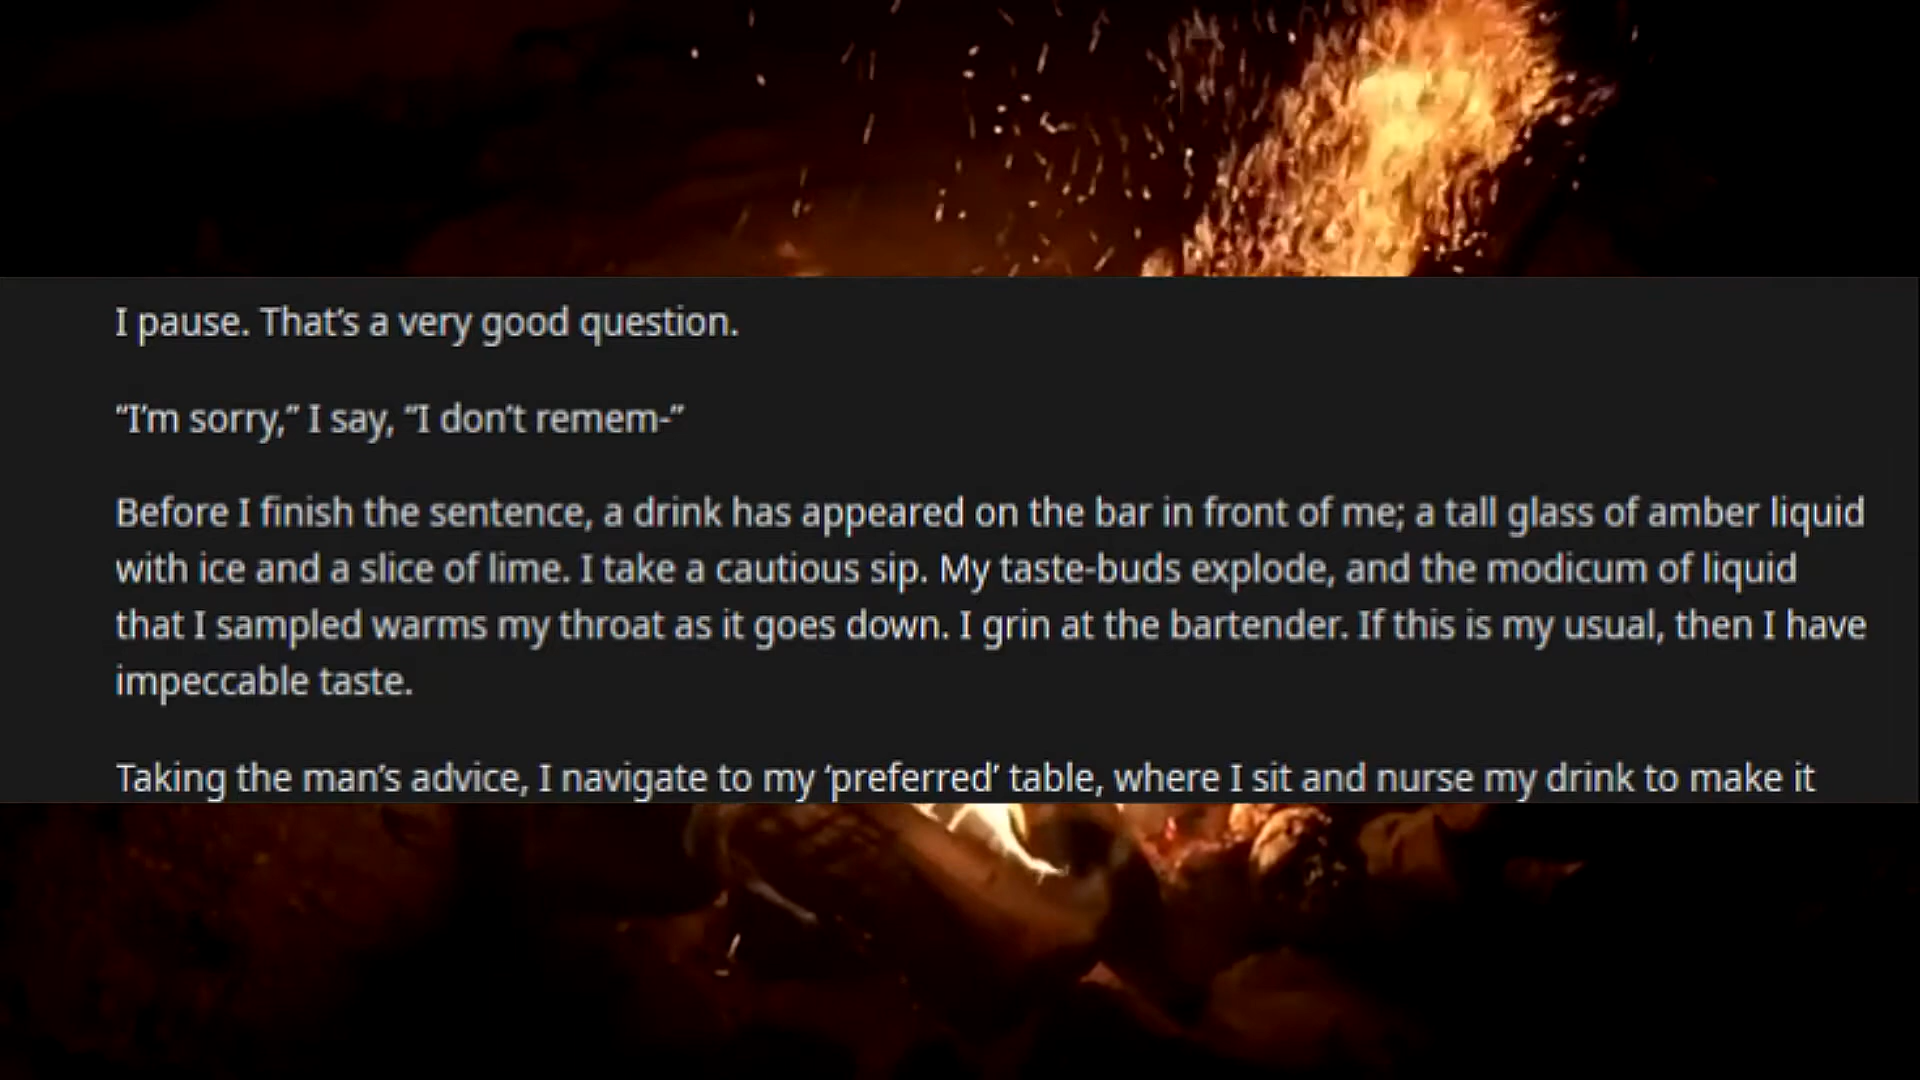 I pause. That’s a very good question.
“I’m sorry,” I say, “I don’t remem-”
Before I finish the sentence, a drink has appeared on the bar in front of me; a tall glass of amber liquid
with ice and a slice of lime. I take a cautious sip. My taste-buds explode, and the modicum of liquid
that I sampled warms my throat as it goes down. I grin at the bartender. If this is my usual, then I have
impeccable taste.
Taking the man’s advice, I navigate to my ‘preferred’ table, where I sit and nurse my drink to make it